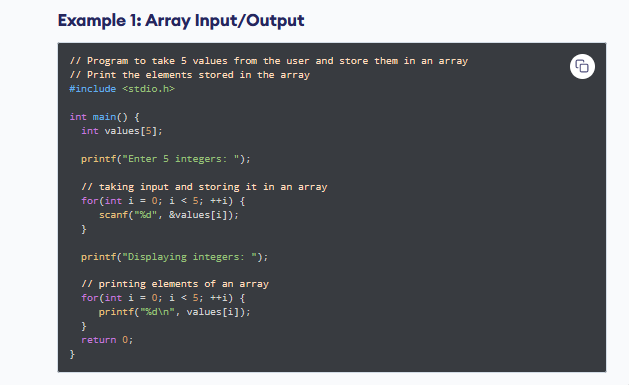 Example 1: Array Input/Output
// Program to take 5 values from the user and store them in an array
// Print the elements stored in the array
#include <stdio.h>

int main() {
  int values[5];

  printf("Enter 5 integers: ");

  // taking input and storing it in an array
  for(int i = 0; i < 5; ++i) {
     scanf("%d", &values[i]);
  }

  printf("Displaying integers: ");

  // printing elements of an array
  for(int i = 0; i < 5; ++i) {
     printf("%d\n", values[i]);
  }
  return 0;
}